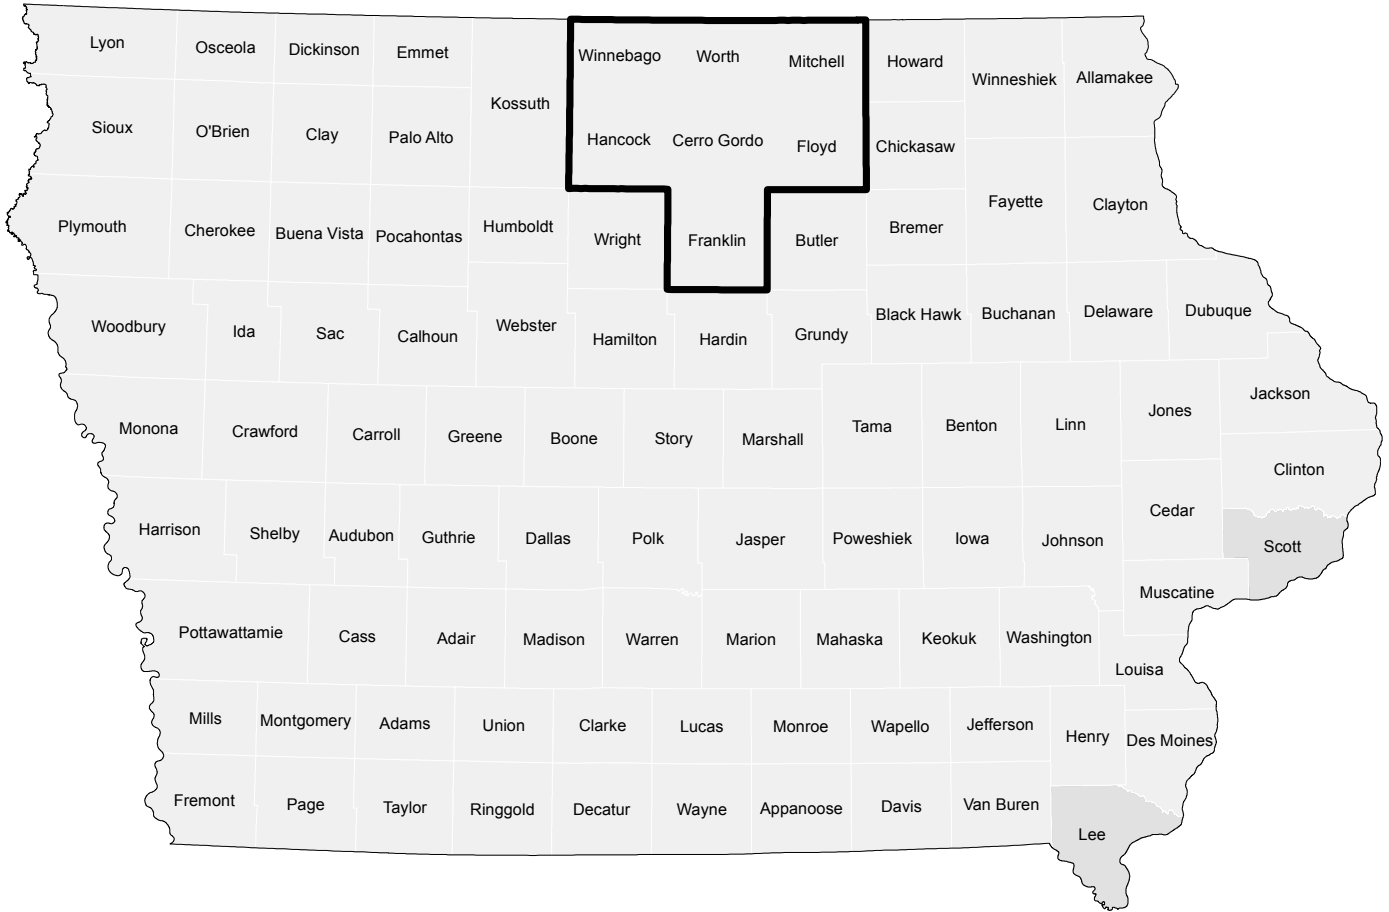 Lyon
Osceola
Dickinson
Emmet
Kossuth
Winnebago
Worth
Mitchell
Howard
Winneshiek
Allamakee
Sioux
O'Brien
Clay
Palo Alto
Hancock
Cerro Gordo
Floyd
Chickasaw
Plymouth
Cherokee
Buena Vista
Pocahontas
Humboldt
Wright
Franklin
Butler
Bremer
Fayette
Clayton
Woodbury
Ida
Sac
Calhoun
Webster
Hamilton
Hardin
Grundy
Black Hawk
Buchanan
Delaware
Dubuque
Monona
Crawford
Carroll
Greene
Boone
Story
Marshall
Tama
Benton
Linn
Jones
Jackson
Clinton
Harrison
Shelby
Audubon
Guthrie
Dallas
Polk
Jasper
Poweshiek
Iowa
Johnson
Cedar
Scott
Muscatine
Pottawattamie
Cass
Adair
Madison
Warren
Marion
Mahaska
Keokuk
Washington
Louisa
Mills
Montgomery
Adams
Union
Clarke
Lucas
Monroe
Wapello
Jefferson
Henry
Des Moines
Fremont
Page
Taylor
Ringgold
Decatur
Wayne
Appanoose
Davis
Van Buren
Lee